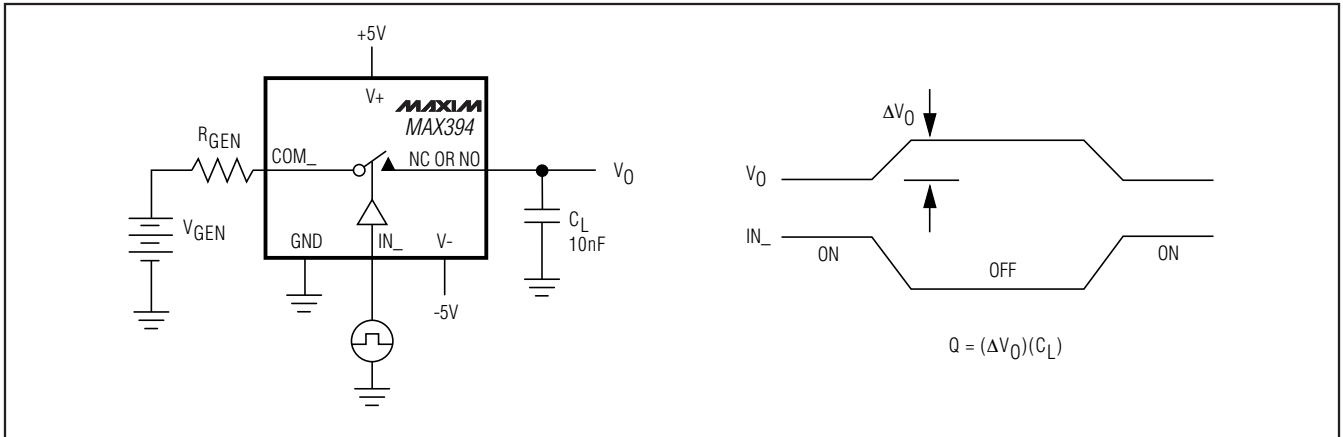 +5V
V+
MAXIM
MAX394
RGEN
COM_
NC OR NO
VO
VGEN
GND
IN_
V-
CL
10nF
-5V
ΔVO
VO
IN_
ON
OFF
ON
Q = (ΔVO)(CL)